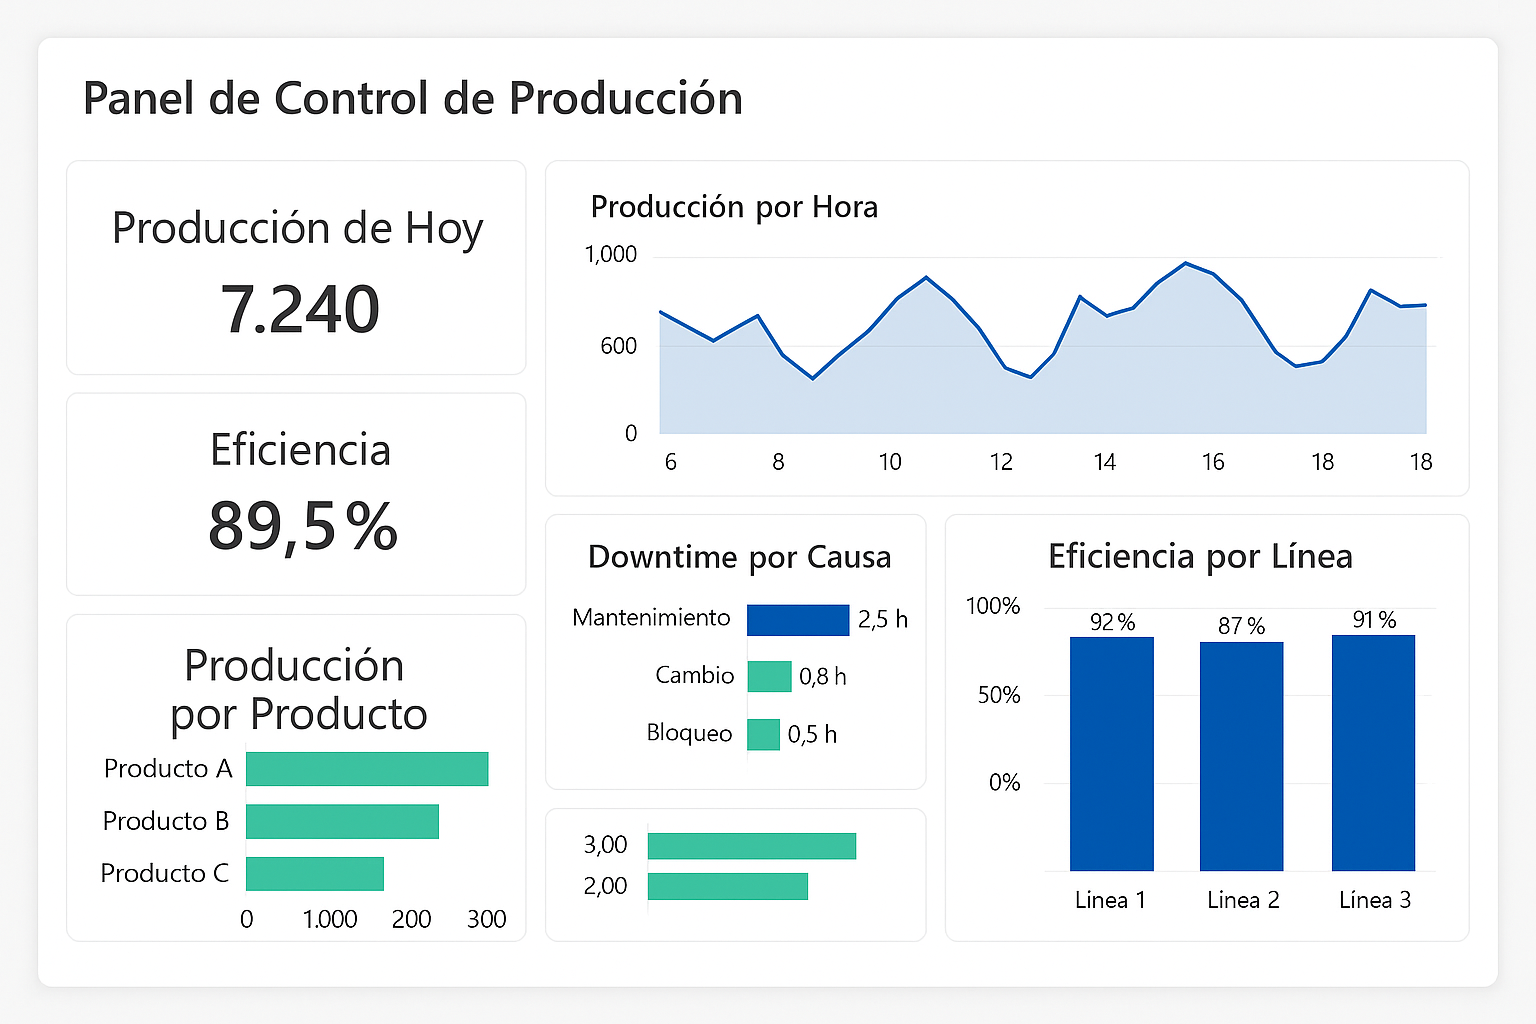 Panel de Control de Producción
Producción de Hoy
7.240
Eficiencia
89,5%
Producción
por Producto
Producto A
Producto B
Producto C
0 1.000 200 300
Producción por Hora
1,000
600
0
6 8 10 12 14 16 18 18
Downtime por Causa
Mantenimiento 2,5 h
Cambio 0,8 h
Bloqueo 0,5 h
3,00
2,00
Eficiencia por Línea
100%
50%
0%
92% 87% 91%
Linea 1 Linea 2 Línea 3